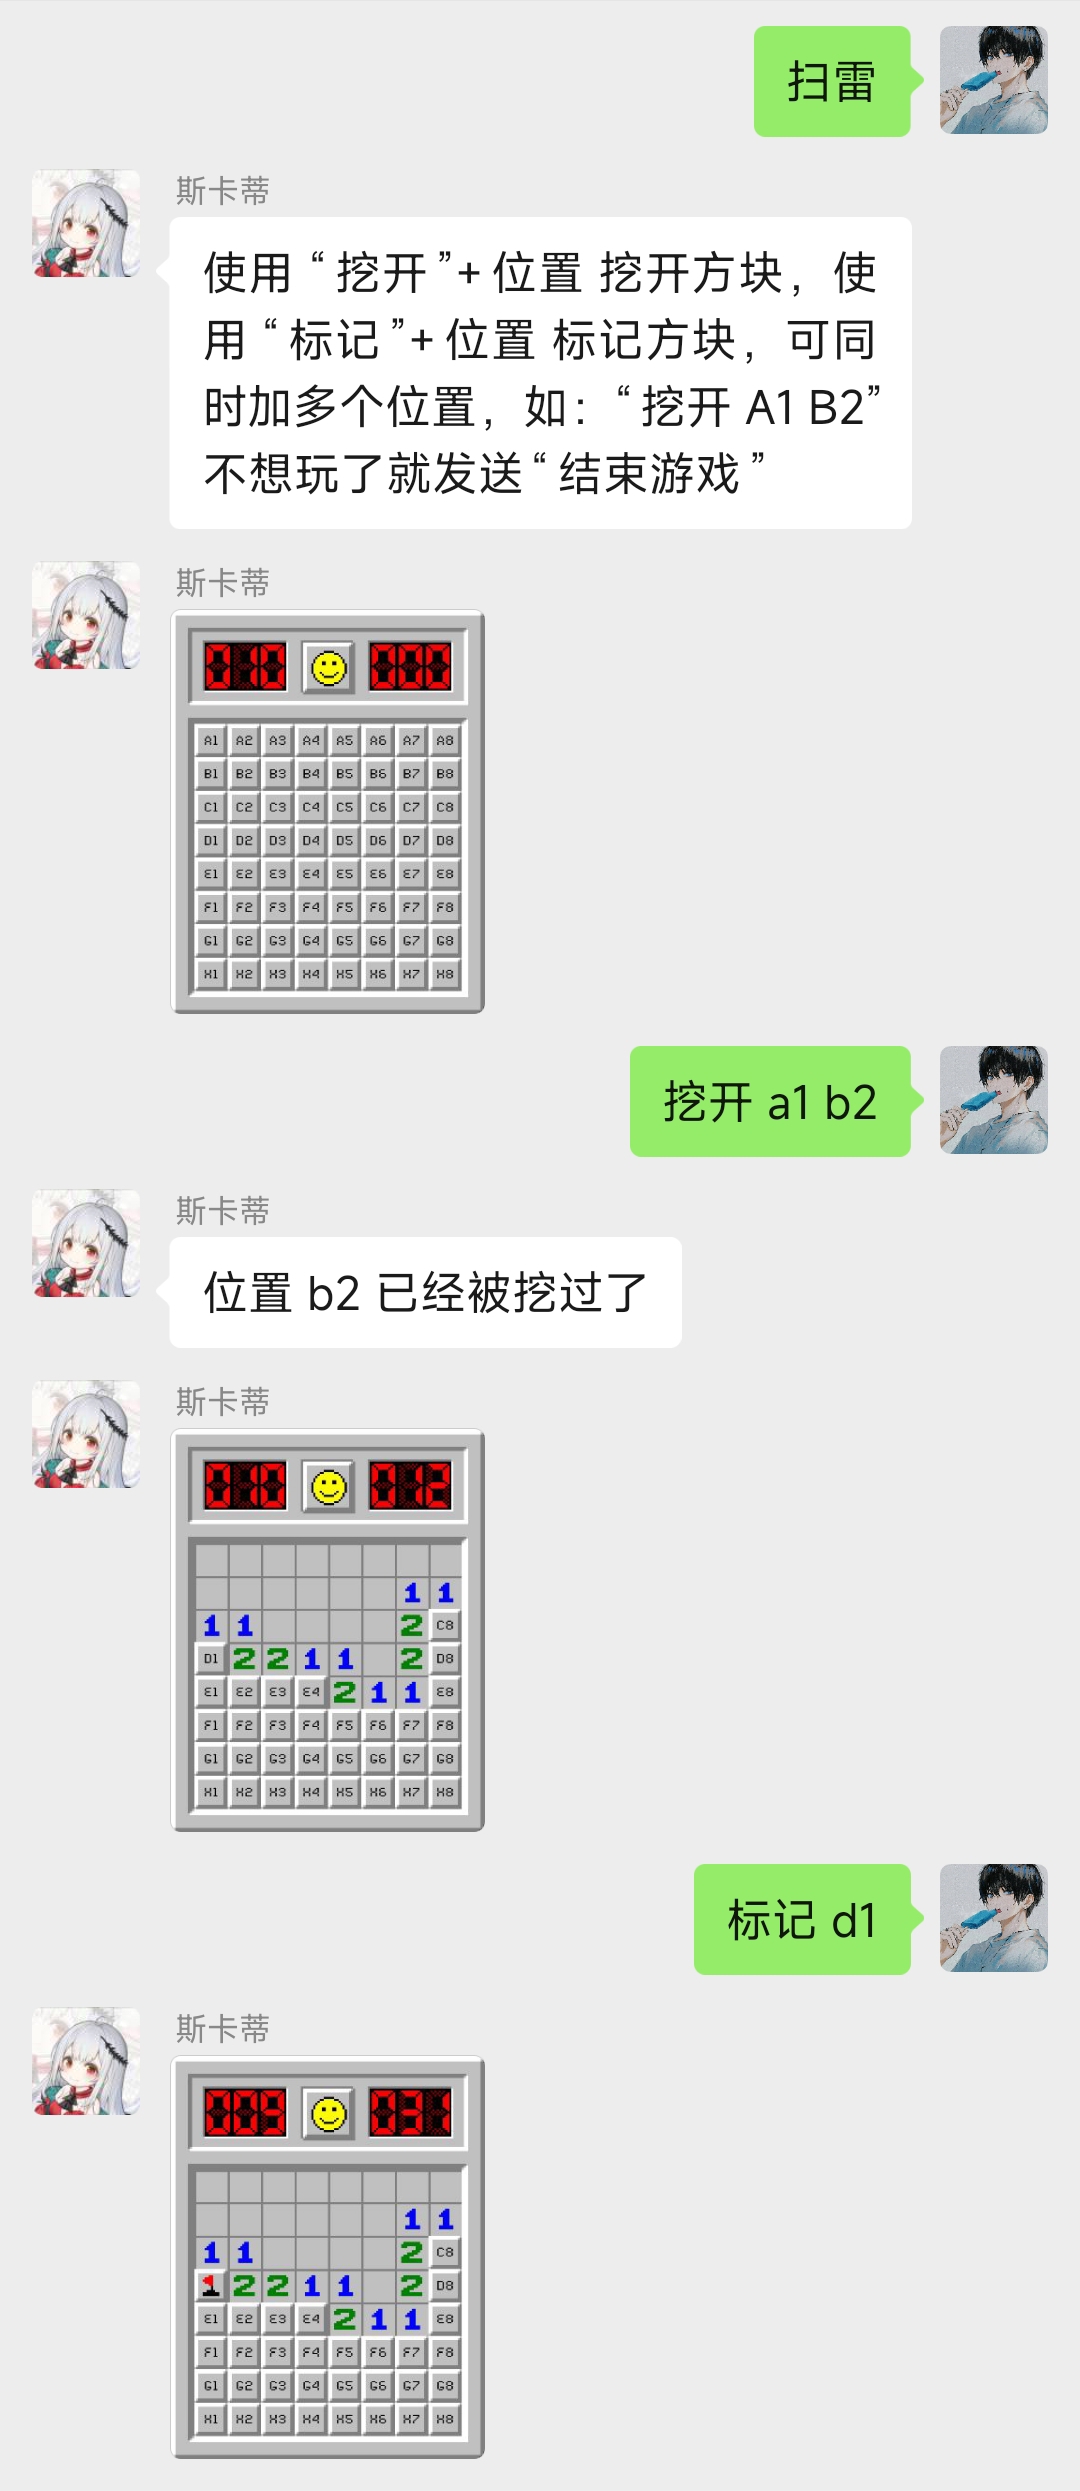 扫雷
斯卡蒂
使用“挖开”+位置 挖开方块，使
用“标记”+位置 标记方块，可同
时加多个位置，如：“挖开 A1 B2”
不想玩了就发送“结束游戏”
斯卡蒂
010 000
A1 A2 A3 A4 A5 A6 A7 A8
B1 B2 B3 B4 B5 B6 B7 B8
C1 C2 C3 C4 C5 C6 C7 C8
D1 D2 D3 D4 D5 D6 D7 D8
E1 E2 E3 E4 E5 E6 E7 E8
F1 F2 F3 F4 F5 F6 F7 F8
G1 G2 G3 G4 G5 G6 G7 G8
H1 H2 H3 H4 H5 H6 H7 H8
挖开 a1 b2
斯卡蒂
位置 b2 已经被挖过了
斯卡蒂
010 012
1 1
1 1 2 C8
D1 2 2 1 1 2 D8
E1 E2 E3 E4 2 1 1 E8
F1 F2 F3 F4 F5 F6 F7 F8
G1 G2 G3 G4 G5 G6 G7 G8
H1 H2 H3 H4 H5 H6 H7 H8
标记 d1
斯卡蒂
009 031
1 1
1 1 2 C8
2 2 1 1 2 D8
E1 E2 E3 E4 2 1 1 E8
F1 F2 F3 F4 F5 F6 F7 F8
G1 G2 G3 G4 G5 G6 G7 G8
H1 H2 H3 H4 H5 H6 H7 H8